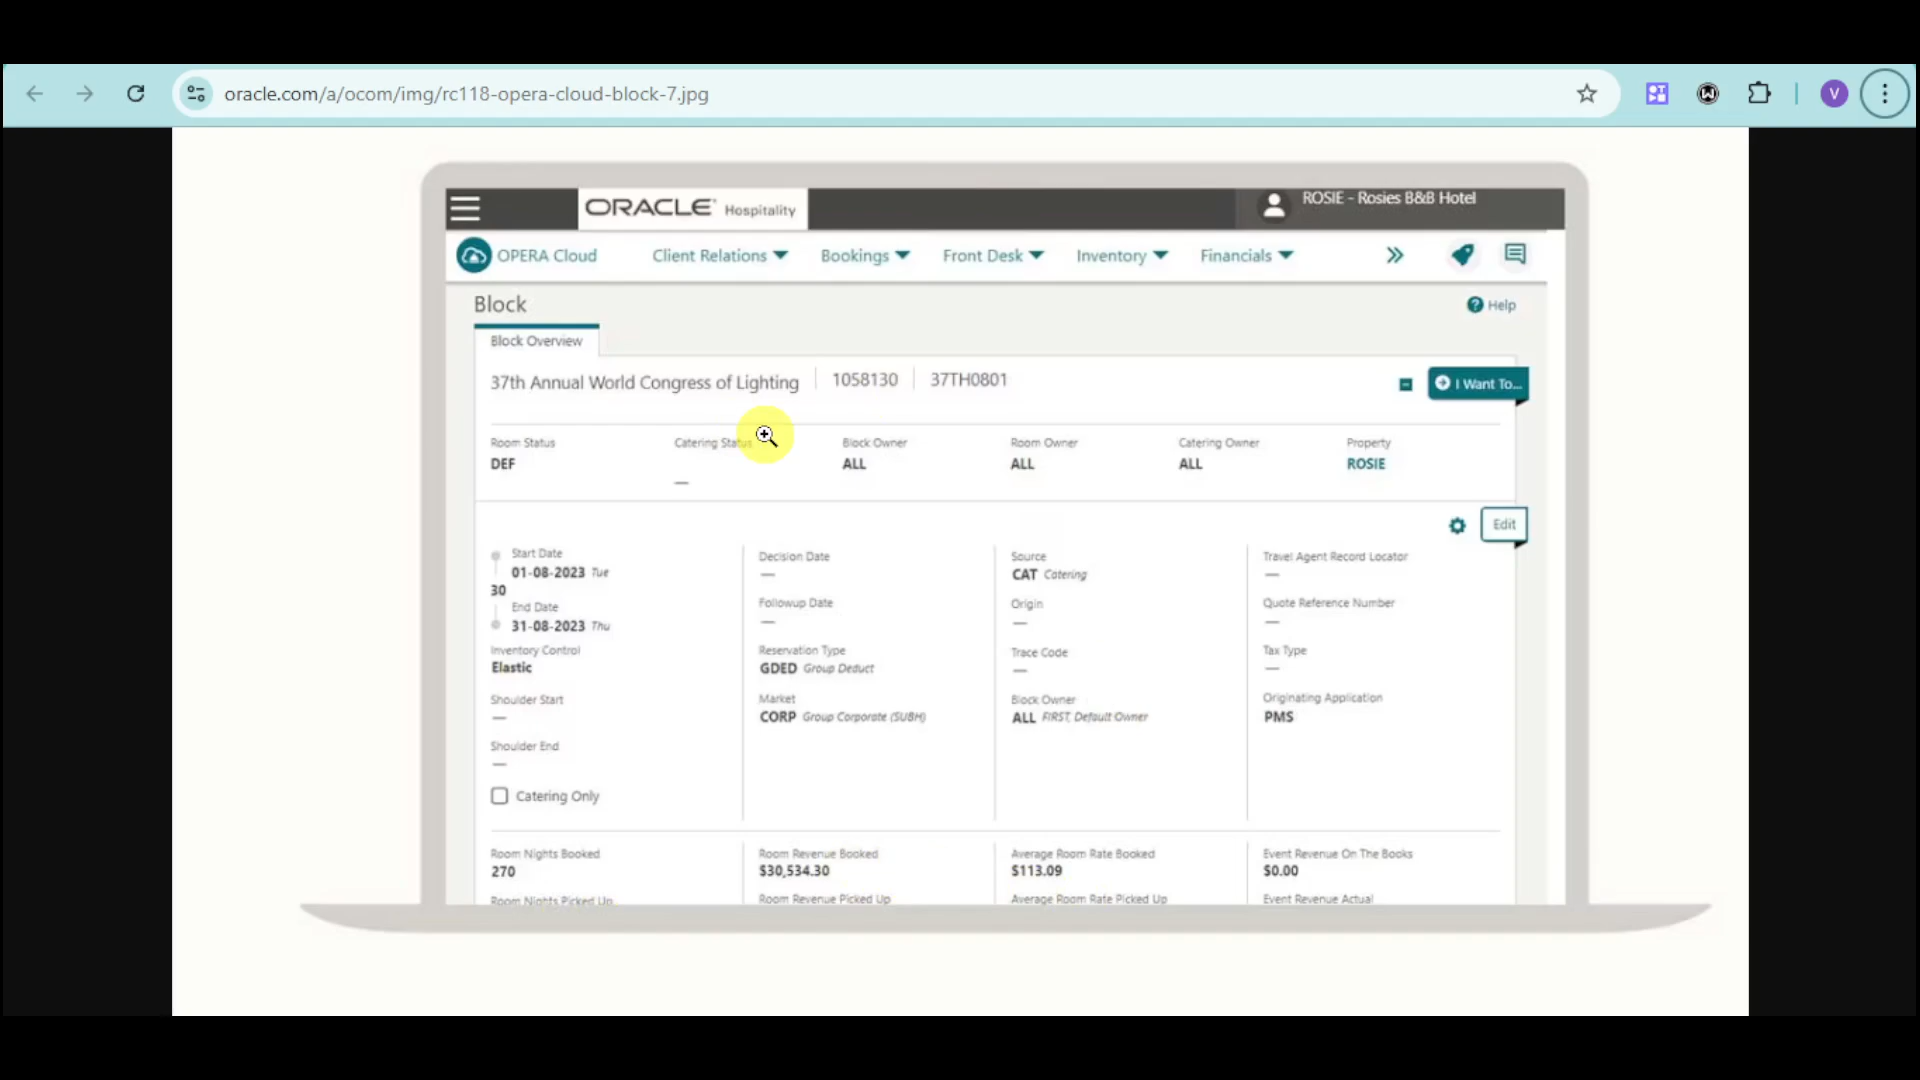 oracle.com/a/ocom/img/rc118-opera-cloud-block-7.jpg
V
ORACLE Hospitality
ROSIE - Rosies B&B Hotel
OPERA Cloud Client Relations Bookings Front Desk Inventory Financials
Block
Help
Block Overview
37th Annual World Congress of Lighting 1058130 37TH0801
I Want To...
Room Status Catering Status Block Owner Room Owner Catering Owner Property
DEF — ALL ALL ALL ROSIE
Edit
Start Date
01-08-2023 Tue
30
End Date
31-08-2023 Thu
Inventory Control
Elastic
Shoulder Start
—
Shoulder End
—
Catering Only
Decision Date
—
Followup Date
—
Reservation Type
GDED Group Deduct
Market
CORP Group Corporate (SUBH)
Source
CAT Catering
Origin
—
Trace Code
—
Block Owner
ALL FIRST, Default Owner
Travel Agent Record Locator
—
Quote Reference Number
—
Tax Type
—
Originating Application
PMS
Room Nights Booked Room Revenue Booked Average Room Rate Booked Event Revenue On The Books
270 $30,534.30 $113.09 $0.00
Room Nights Picked Up Room Revenue Picked Up Average Room Rate Picked Up Event Revenue Actual